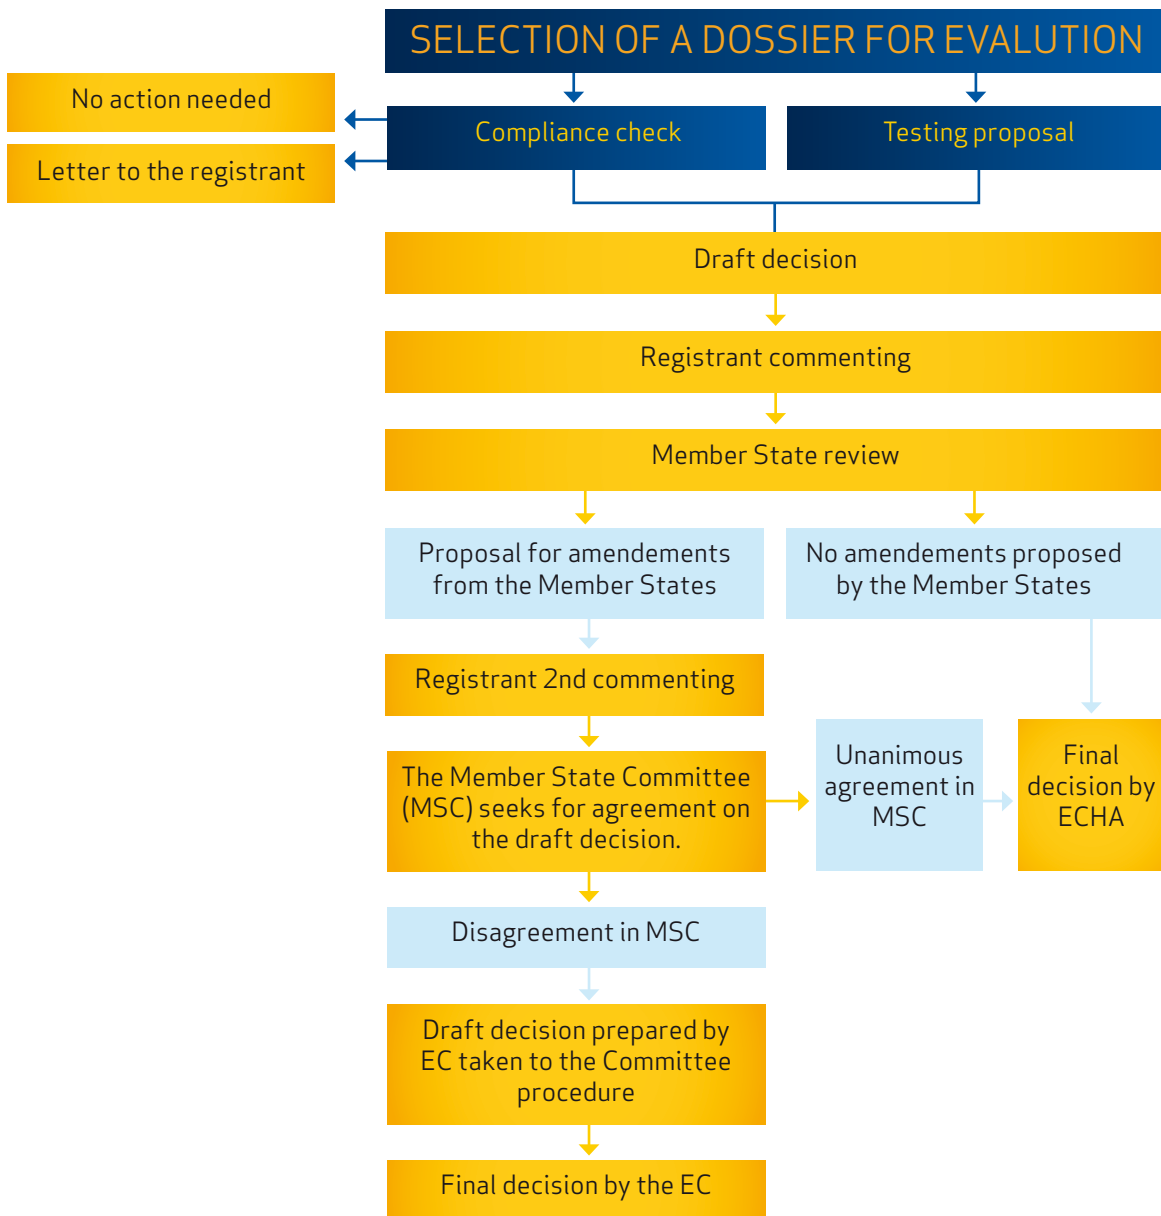 SELECTION OF A DOSSIER FOR EVALUTION
No action needed
Letter to the registrant
Compliance check
Testing proposal
Draft decision
Registrant commenting
Member State review
Proposal for amendements
from the Member States
No amendements proposed
by the Member States
Registrant 2nd commenting
The Member State Committee
(MSC) seeks for agreement on
the draft decision.
Unanimous
agreement in
MSC
Final
decision by
ECHA
Disagreement in MSC
Draft decision prepared by
EC taken to the Committee
procedure
Final decision by the EC